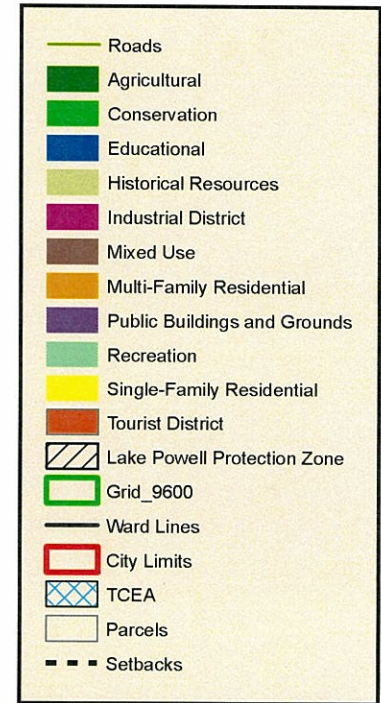 Roads
Agricultural
Conservation
Educational
Historical Resources
Industrial District
Mixed Use
Multi-Family Residential
Public Buildings and Grounds
Recreation
Single-Family Residential
Tourist District
Lake Powell Protection Zone
Grid_9600
Ward Lines
City Limits
TCEA
Parcels
Setbacks